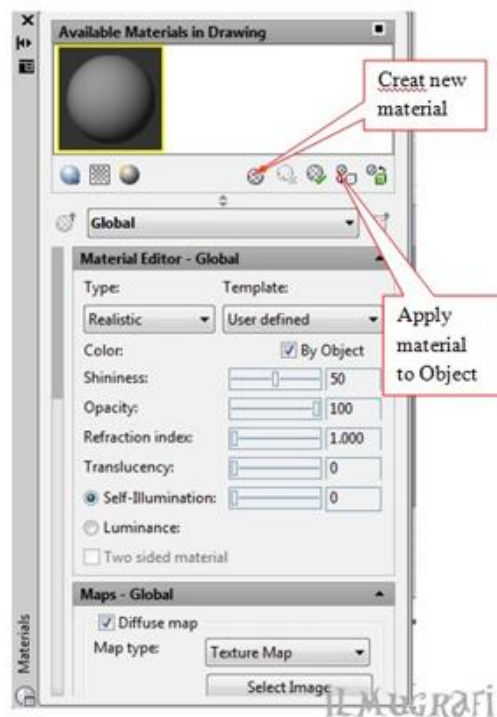 Available Materials in Drawing
Creat new
material
Global
Material Editor - Global
Type:
Template:
Realistic
User defined
Apply
material
to Object
Color:
By Object
Shininess:
50
Opacity:
100
Refraction index:
1.000
Translucency:
0
Self-Illumination:
0
Luminance:
Two sided material
Maps - Global
Diffuse map
Map type:
Texture Map
Select Image
Materials
ILMUGRAFI